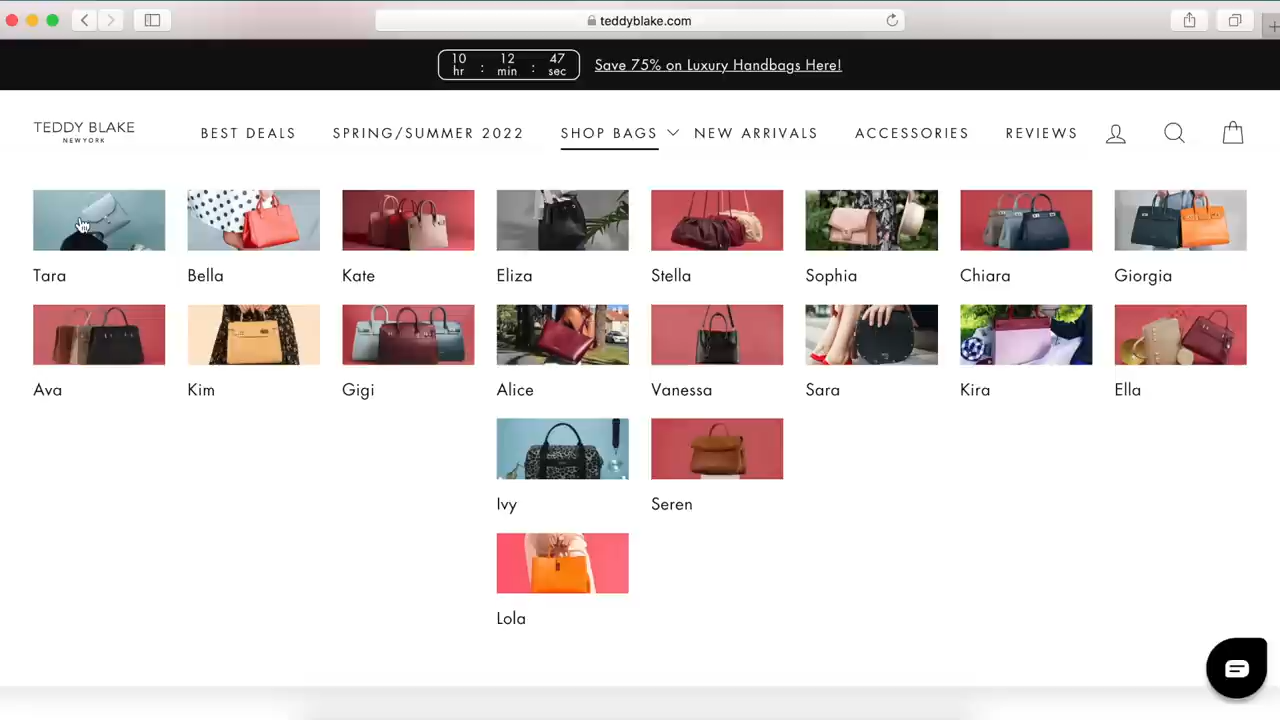 teddyblake.com
10 hr : 12 min : 47 sec
Save 75% on Luxury Handbags Here!
TEDDY BLAKE
NEW YORK
BEST DEALS
SPRING/SUMMER 2022
SHOP BAGS
NEW ARRIVALS
ACCESSORIES
REVIEWS
Tara
Bella
Kate
Eliza
Stella
Sophia
Chiara
Giorgia
Ava
Kim
Gigi
Alice
Vanessa
Sara
Kira
Ella
Ivy
Seren
Lola